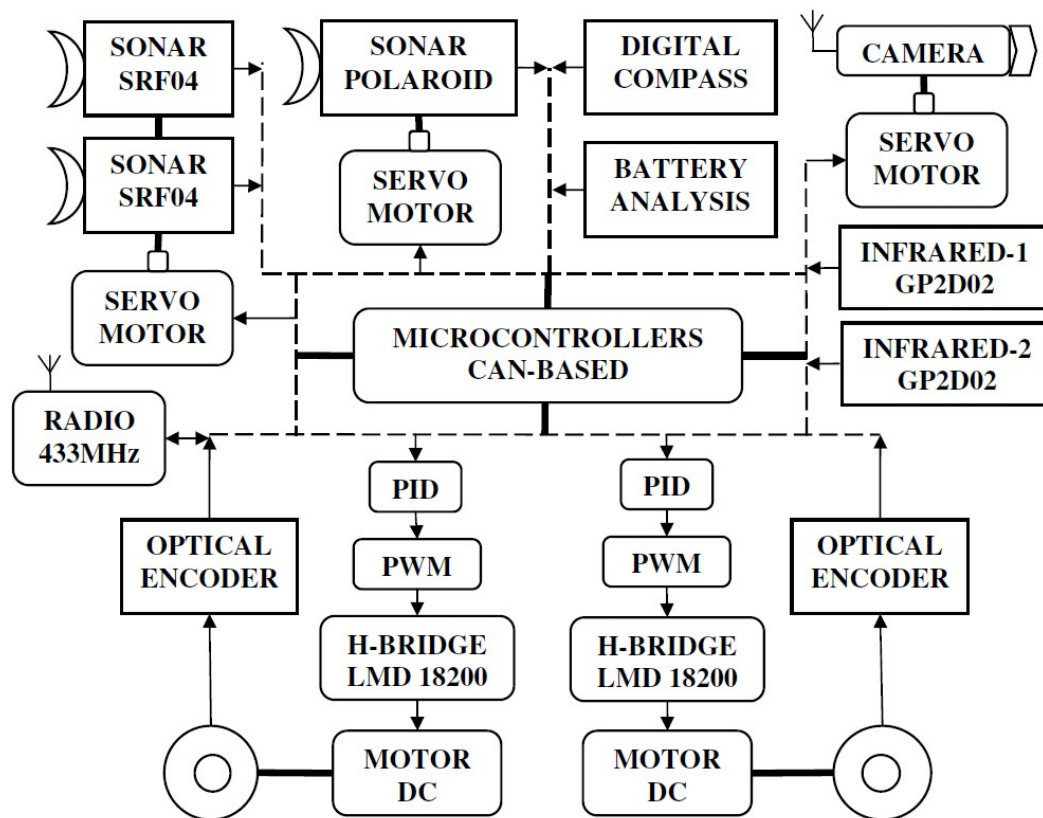 SONAR
SRF04
SONAR
POLAROID
DIGITAL
COMPASS
CAMERA
SONAR
SRF04
SERVO
MOTOR
BATTERY
ANALYSIS
SERVO
MOTOR
SERVO
MOTOR
INFRARED-1
GP2D02
MICROCONTROLLERS
CAN-BASED
INFRARED-2
GP2D02
RADIO
433MHz
PID
PID
OPTICAL
ENCODER
PWM
PWM
OPTICAL
ENCODER
H-BRIDGE
LMD 18200
H-BRIDGE
LMD 18200
MOTOR
DC
MOTOR
DC